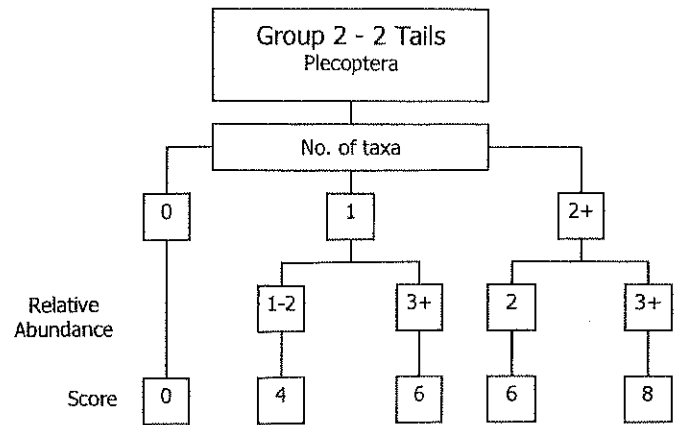 Group 2 - 2 Tails
Plecoptera
No. of taxa
0 1 2+
Relative
Abundance
1-2 3+ 2 3+
Score 0 4 6 6 8